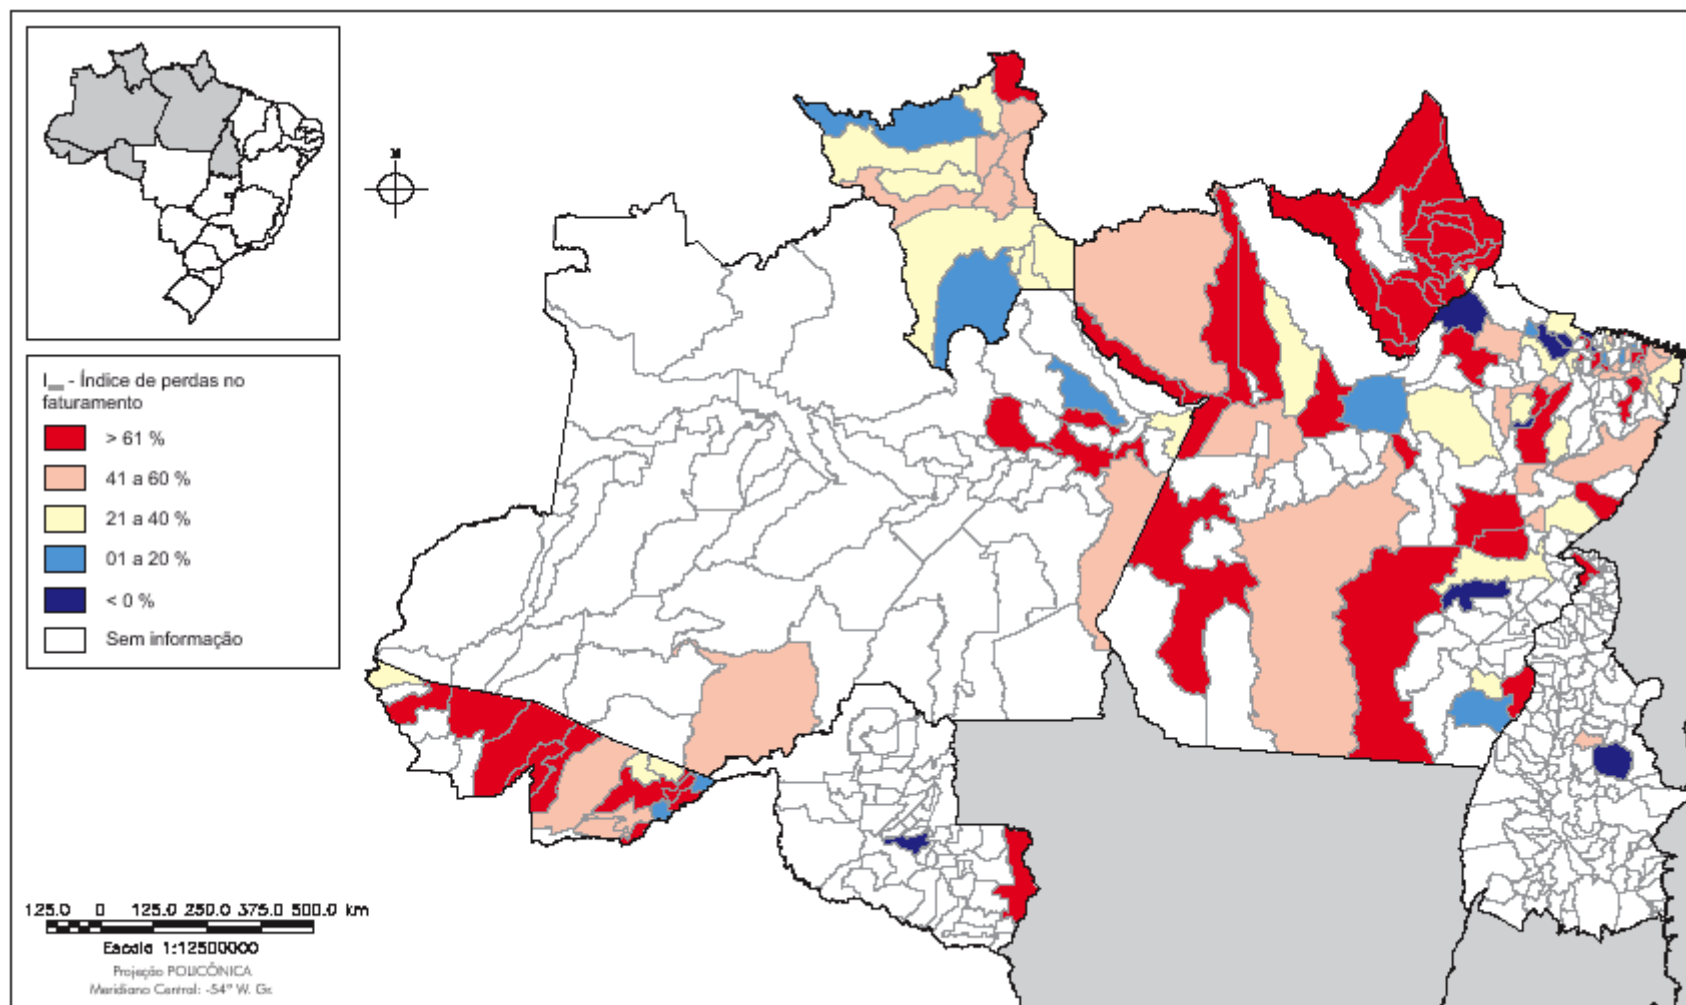 N
I__ - Índice de perdas no
faturamento
> 61 %
41 a 60 %
21 a 40 %
01 a 20 %
< 0 %
Sem informação
125.0 0 125.0 250.0 375.0 500.0 km
Escala 1:12500000
Projeção POLICÔNICA
Meridiano Central: -54° W. Gr.